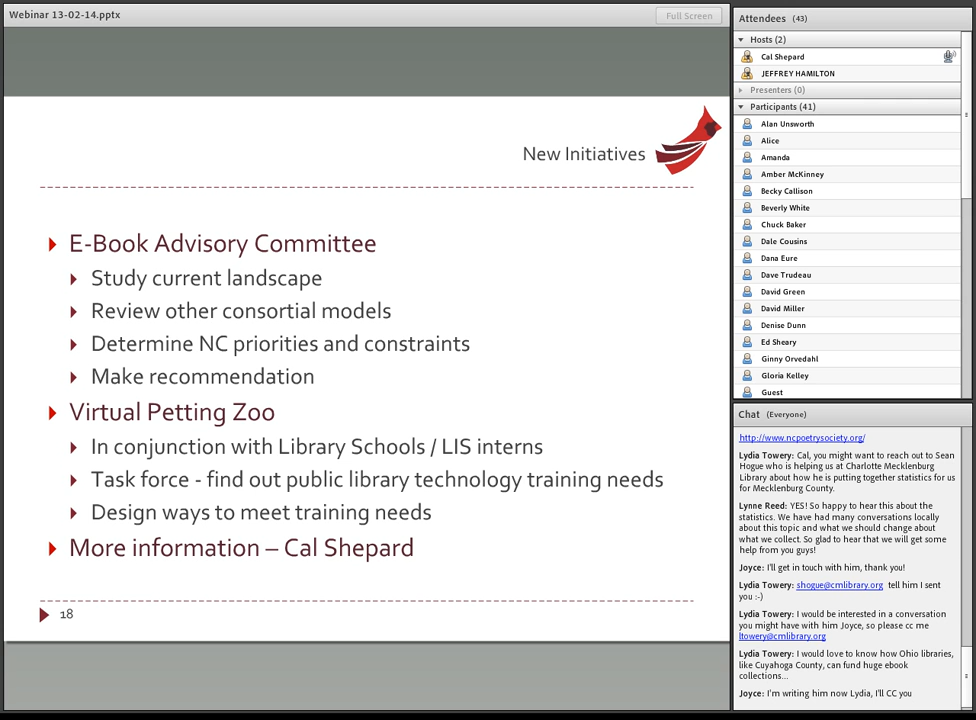 Webinar 13-02-14.pptx
Full Screen
New Initiatives
E-Book Advisory Committee
Study current landscape
Review other consortial models
Determine NC priorities and constraints
Make recommendation
Virtual Petting Zoo
In conjunction with Library Schools / LIS interns
Task force - find out public library technology training needs
Design ways to meet training needs
More information – Cal Shepard
18
Attendees (43)
Hosts (2)
Cal Shepard
JEFFREY HAMILTON
Presenters (0)
Participants (41)
Alan Unsworth
Alice
Amanda
Amber McKinney
Becky Callison
Beverly White
Chuck Baker
Dale Cousins
Dana Eure
Dave Trudeau
David Green
David Miller
Denise Dunn
Ed Sheary
Ginny Orvedahl
Gloria Kelley
Guest
Chat (Everyone)
http://www.ncpoetrysociety.org/
Lydia Towery: Cal, you might want to reach out to Sean
Hogue who is helping us at Charlotte Mecklenburg
Library about how he is putting together statistics for us
for Mecklenburg County.
Lynne Reed: YES! So happy to hear this about the
statistics. We have had many conversations locally
about this topic and what we should change about
what we collect. So glad to hear that we will get some
help from you guys!
Joyce: I'll get in touch with him, thank you!
Lydia Towery: shogue@cmlibrary.org tell him I sent
you :-)
Lydia Towery: I would be interested in a conversation
you might have with him Joyce, so please cc me
ltowery@cmlibrary.org
Lydia Towery: I would love to know how Ohio libraries,
like Cuyahoga County, can fund huge ebook
collections...
Joyce: I'm writing him now Lydia, I'll CC you